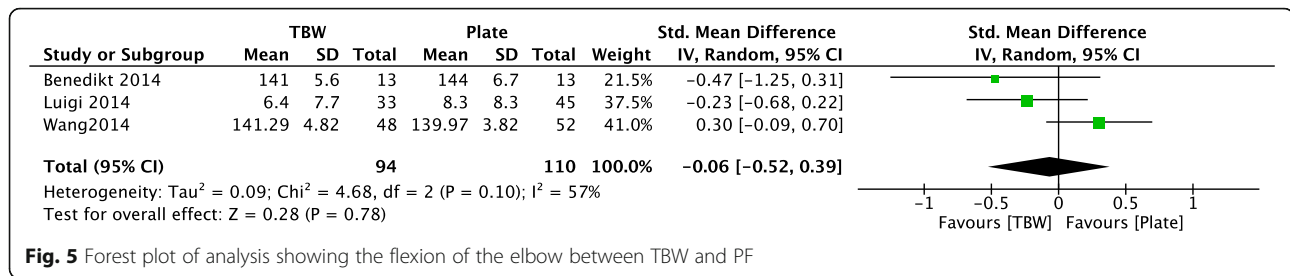 TBW Plate Std. Mean Difference Std. Mean Difference
Study or Subgroup Mean SD Total Mean SD Total Weight IV, Random, 95% CI IV, Random, 95% CI
Benedikt 2014 141 5.6 13 144 6.7 13 21.5% -0.47 [-1.25, 0.31]
Luigi 2014 6.4 7.7 33 8.3 8.3 45 37.5% -0.23 [-0.68, 0.22]
Wang2014 141.29 4.82 48 139.97 3.82 52 41.0% 0.30 [-0.09, 0.70]
Total (95% CI) 94 110 100.0% -0.06 [-0.52, 0.39]
Heterogeneity: Tau² = 0.09; Chi² = 4.68, df = 2 (P = 0.10); I² = 57%
Test for overall effect: Z = 0.28 (P = 0.78)
-1 -0.5 0 0.5 1
Favours [TBW] Favours [Plate]
Fig. 5 Forest plot of analysis showing the flexion of the elbow between TBW and PF